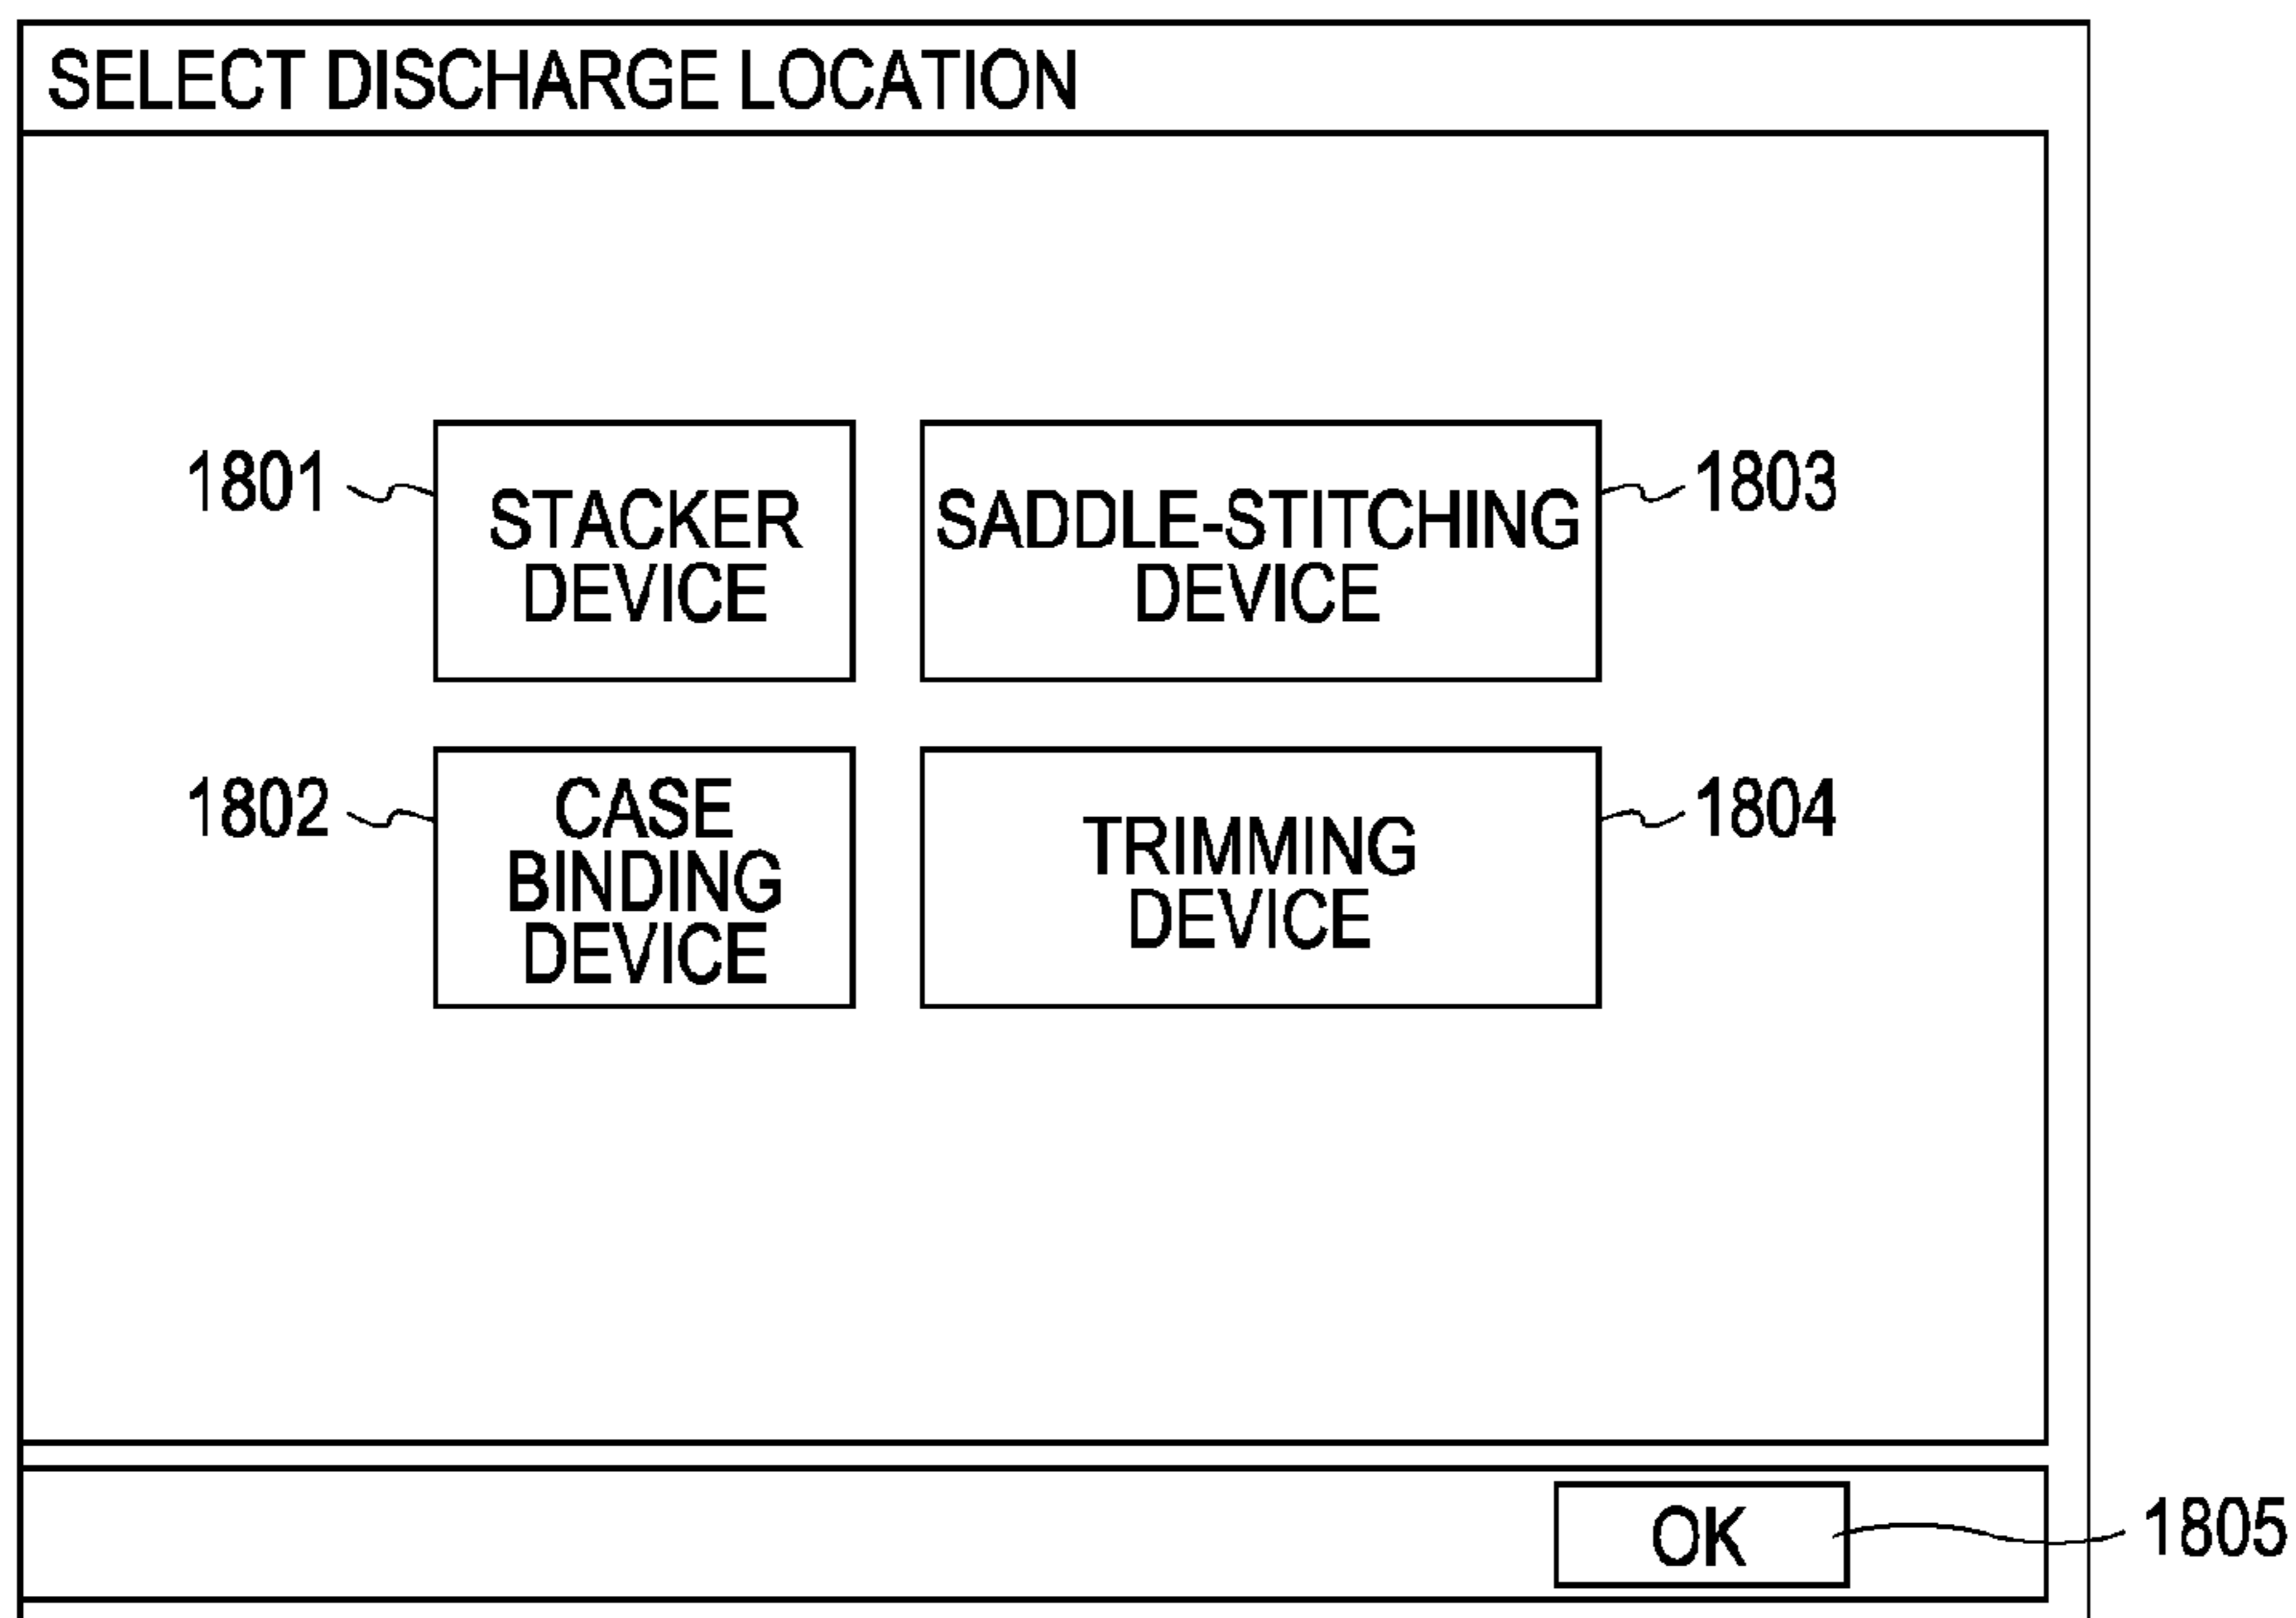 SELECT DISCHARGE LOCATION
1801
STACKER
DEVICE
SADDLE-STITCHING
DEVICE
1803
1802
CASE
BINDING
DEVICE
TRIMMING
DEVICE
1804
OK
1805